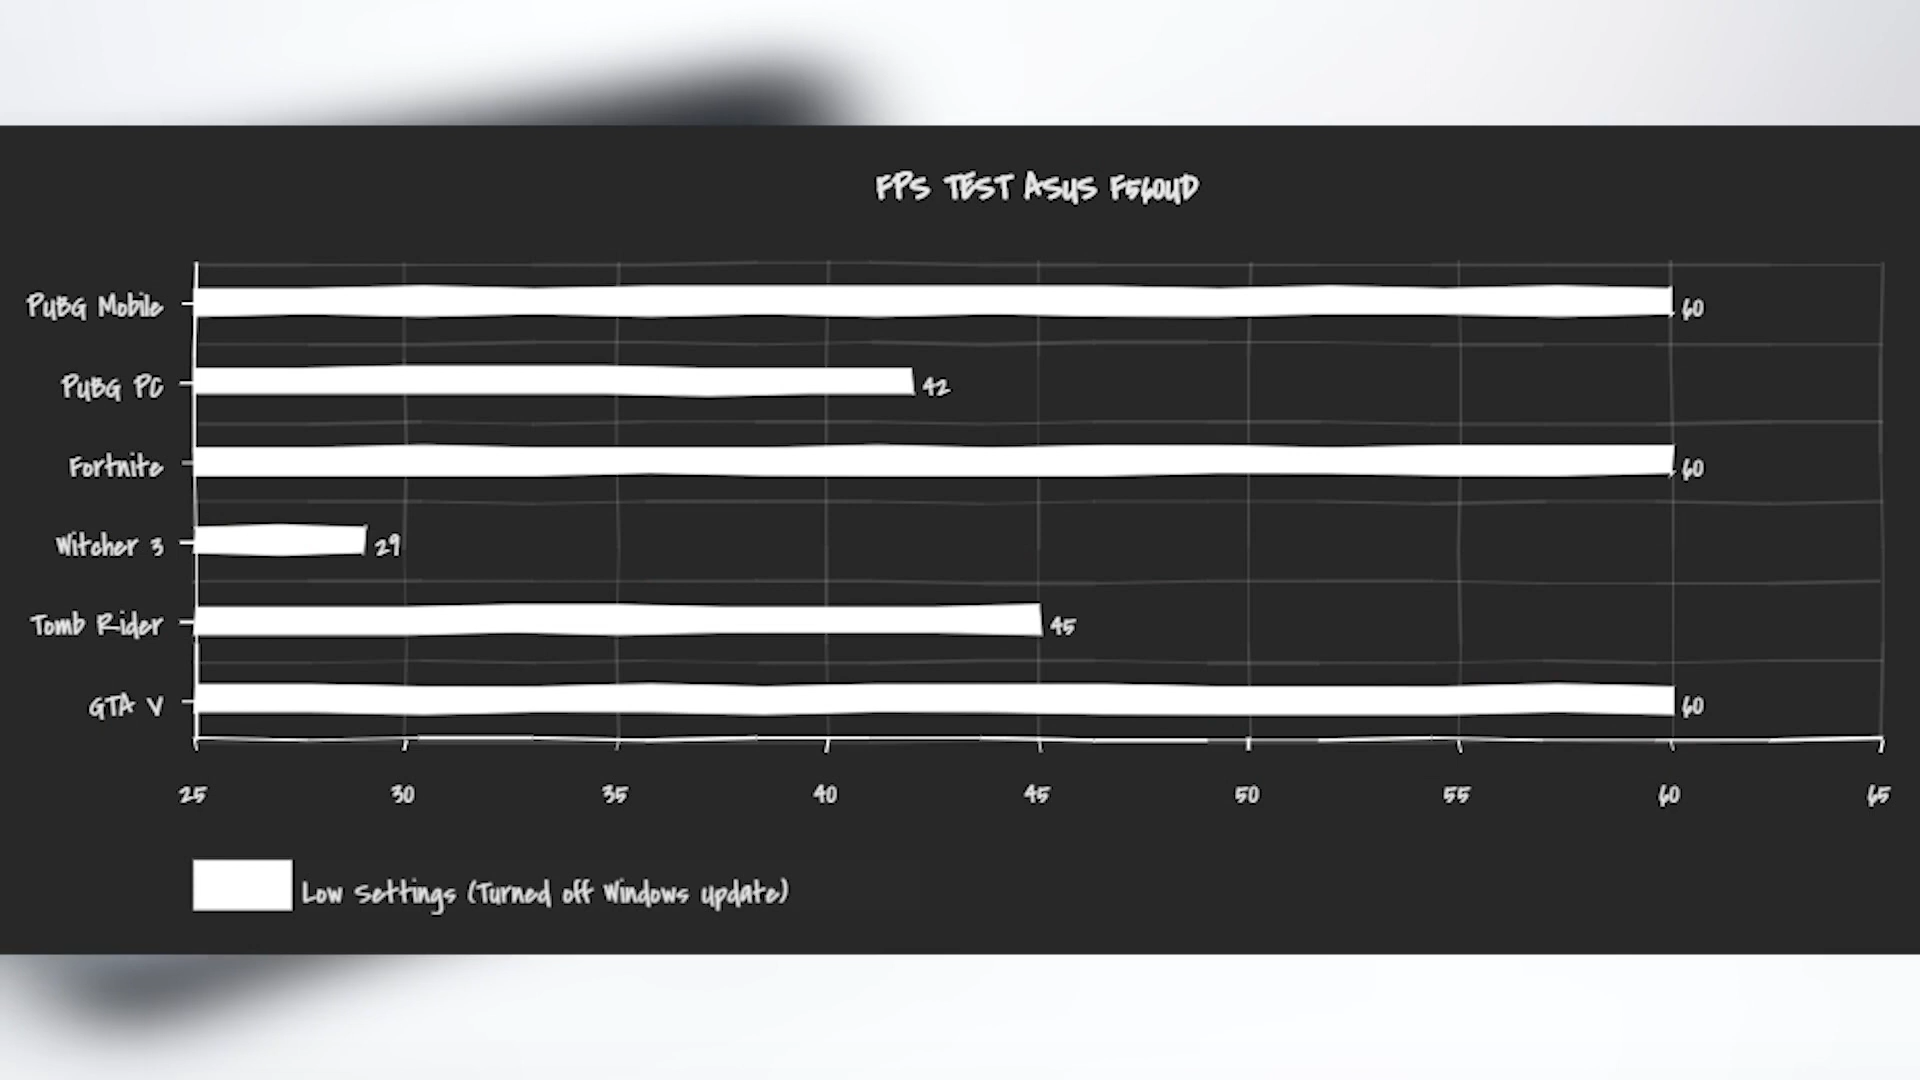 FPS TEST ASUS F560UD
PUBG Mobile
60
PUBG PC
42
Fortnite
60
Witcher 3
29
Tomb Rider
45
GTA V
60
25 30 35 40 45 50 55 60 65
Low Settings (Turned off Windows update)